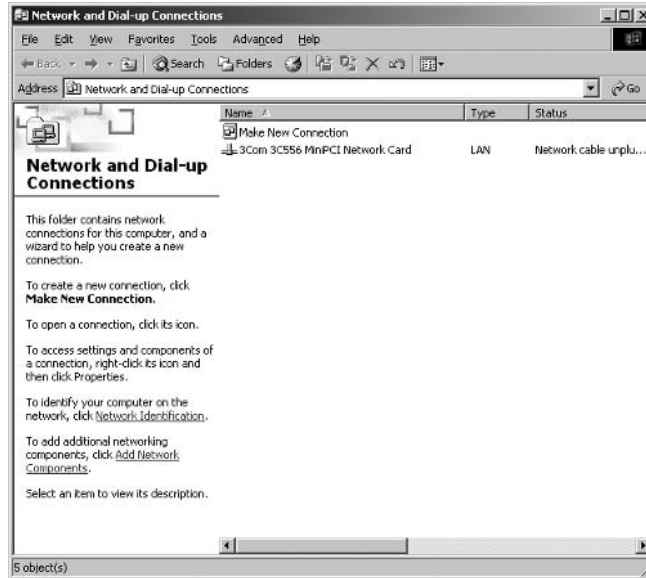 Network and Dial-up Connections
File Edit View Favorites Tools Advanced Help
Back Search Folders
Address Network and Dial-up Connections Go
Name Type Status
Make New Connection
3Com 3C556 MiniPCI Network Card LAN Network cable unplu...
Network and Dial-up
Connections
This folder contains network
connections for this computer, and a
wizard to help you create a new
connection.
To create a new connection, click
Make New Connection.
To open a connection, click its icon.
To access settings and components of
a connection, right-click its icon and
then click Properties.
To identify your computer on the
network, click Network Identification.
To add additional networking
components, click Add Network
Components.
Select an item to view its description.
5 object(s)